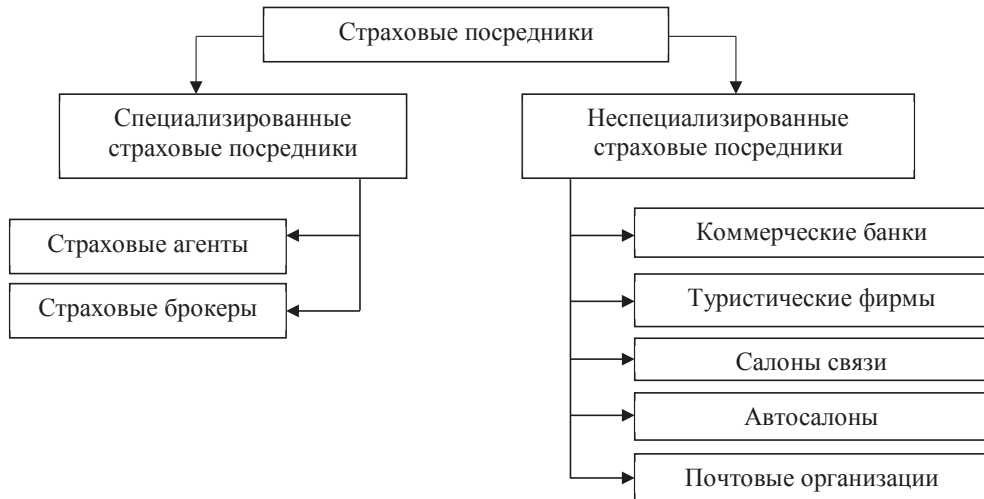 Страховые посредники
Специализированные
страховые посредники
Неспециализированные
страховые посредники
Страховые агенты
Страховые брокеры
Коммерческие банки
Туристические фирмы
Салоны связи
Автосалоны
Почтовые организации